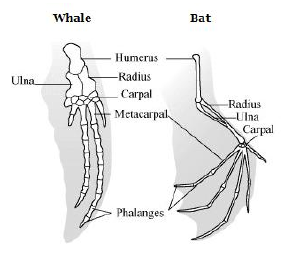 Whale
Bat
Humerus
Ulna
Radius
Carpal
Metacarpal
Phalanges
Radius
Ulna
Carpal